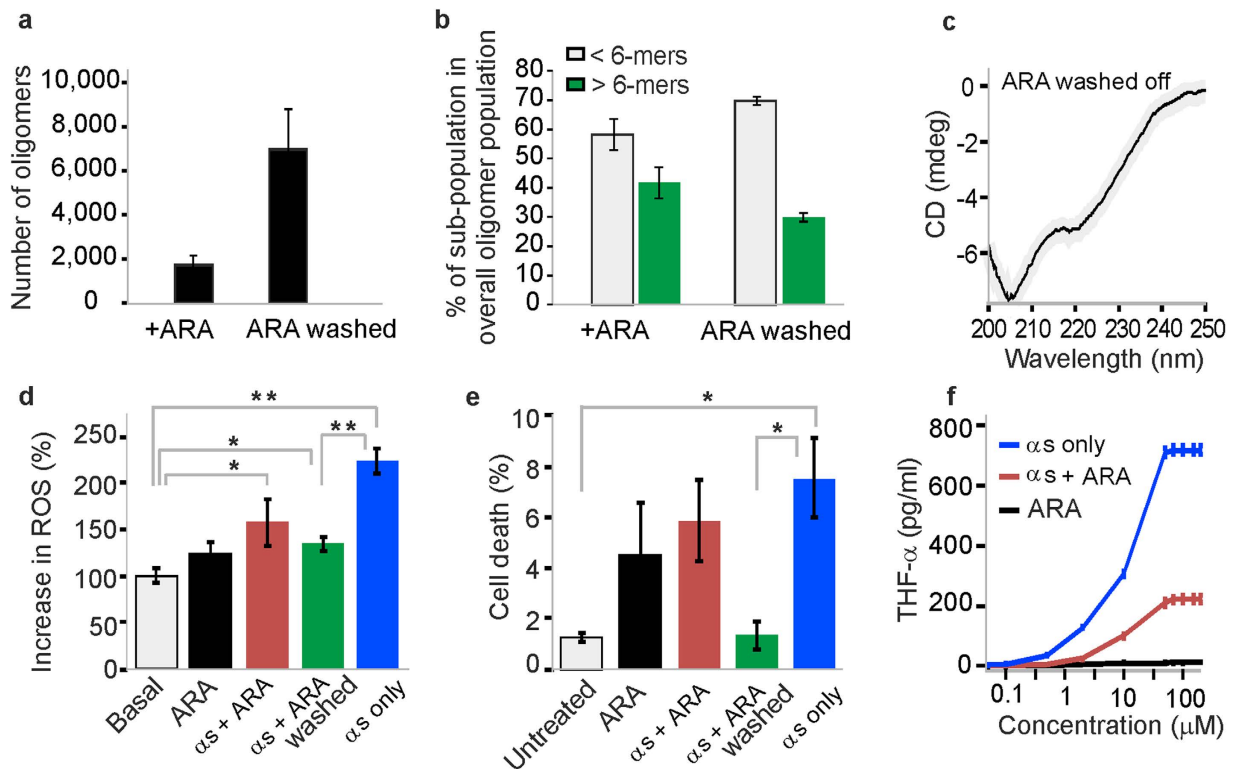 a
Number of oligomers
10,000
8,000
6,000
4,000
2,000
0
+ARA
ARA washed
b
% of sub-population in
overall oligomer population
80
70
60
50
40
30
20
10
0
< 6-mers
> 6-mers
+ARA
ARA washed
c
ARA washed off
CD (mdeg)
0
-2
-4
-6
200 210 220 230 240 250
Wavelength (nm)
d
Increase in ROS (%)
250
200
150
100
50
0
**
*
**
*
Basal
ARA
αs + ARA
αs + ARA
washed
αs only
e
Cell death (%)
10
8
6
4
2
0
*
*
Untreated
ARA
αs + ARA
αs + ARA
washed
αs only
f
THF-α (pg/ml)
800
600
400
200
0
αs only
αs + ARA
ARA
0.1 1 10 100
Concentration (μM)